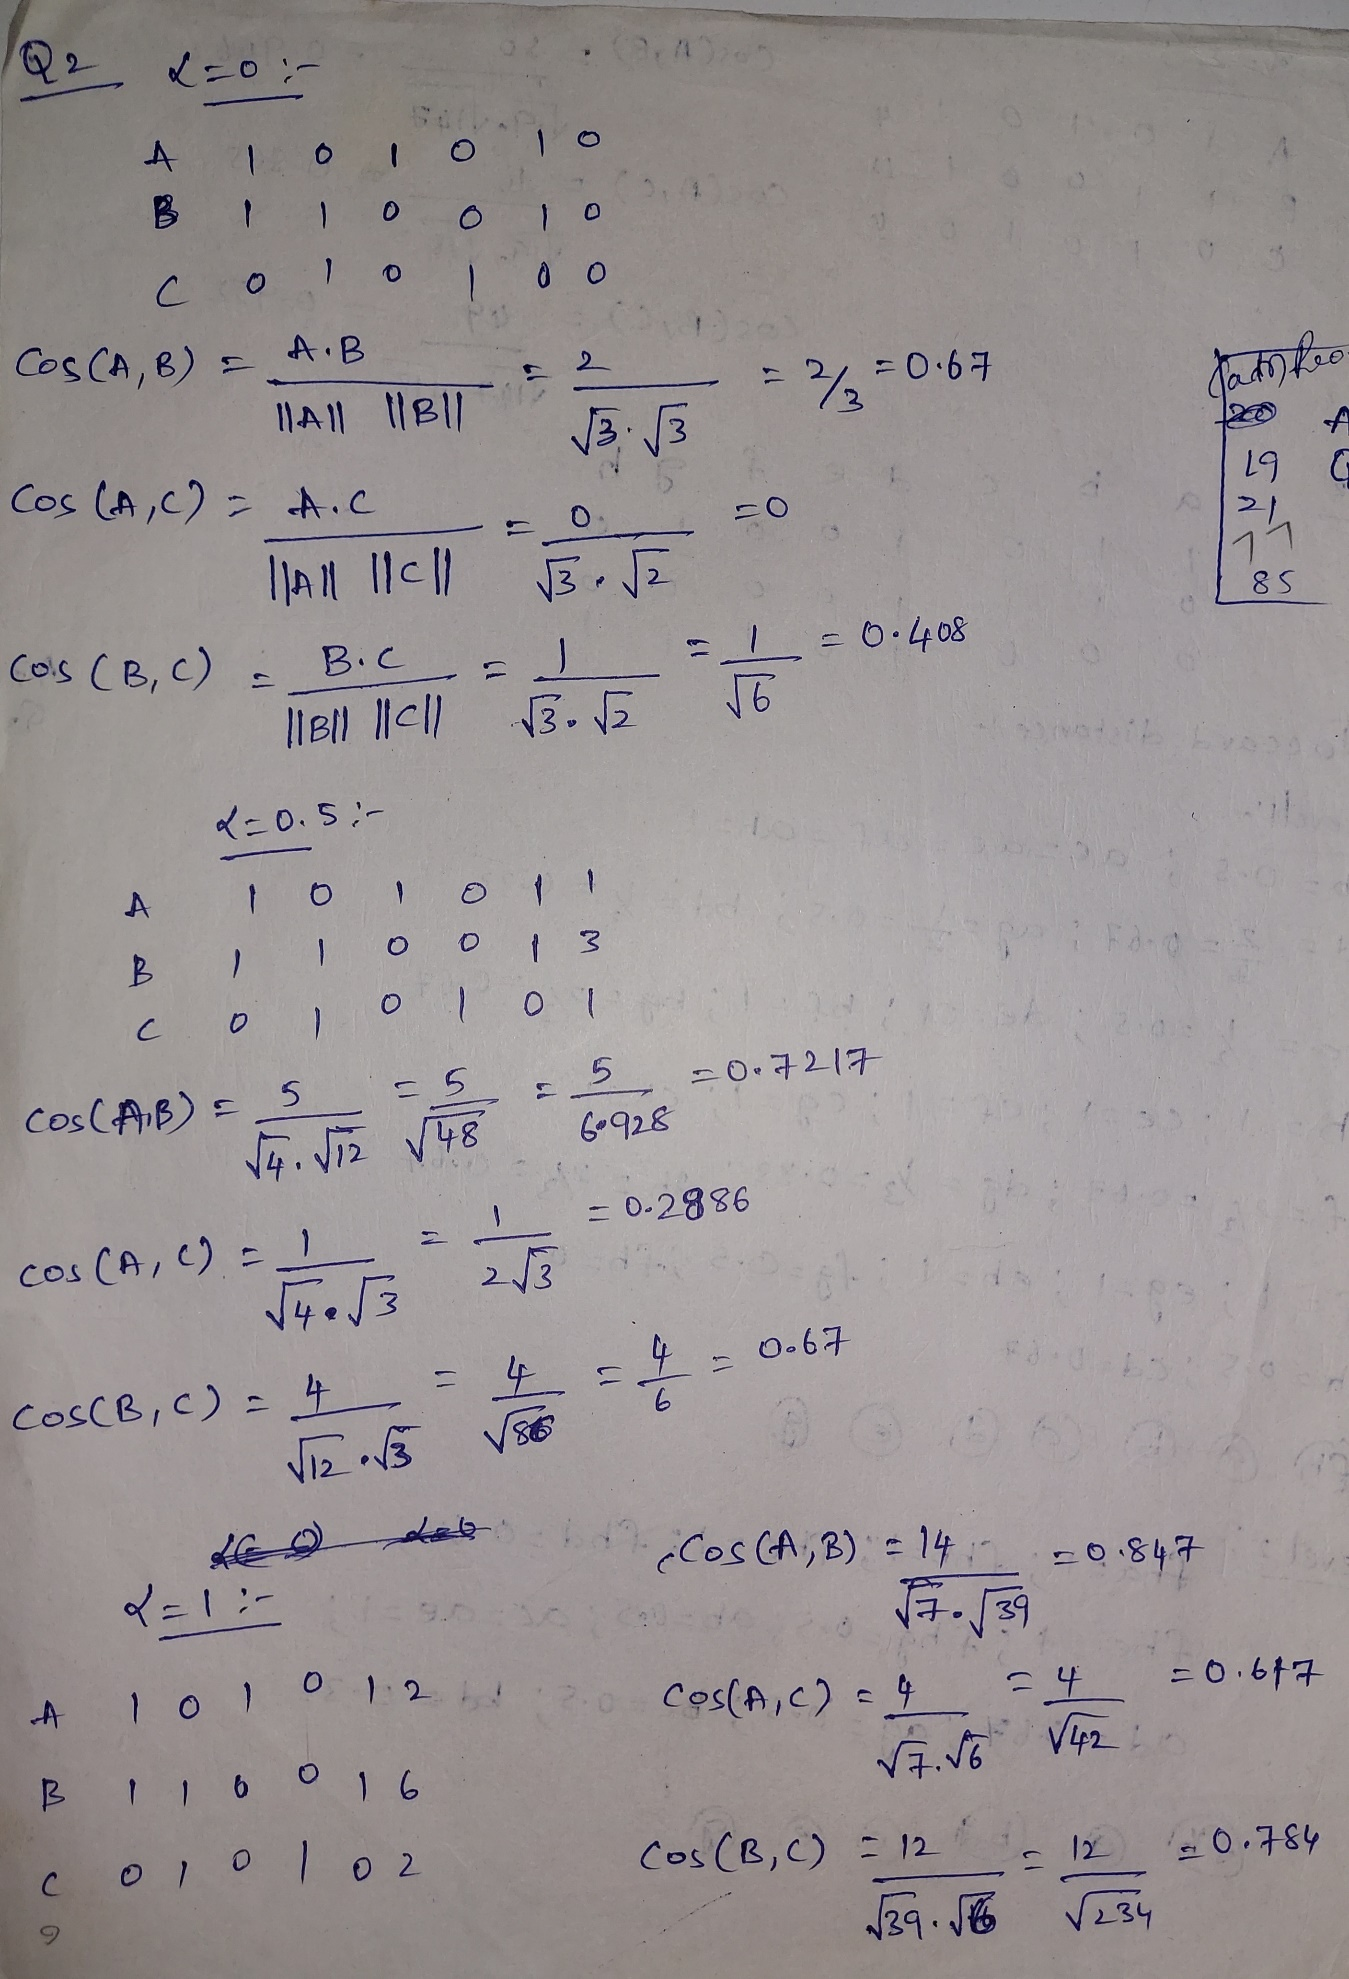 Q2 α=0:-
A 1 0 1 0 1 0
B 1 1 0 0 1 0
C 0 1 0 1 0 0
Cos(A,B) = A.B / ||A|| ||B|| = 2 / √3.√3 = 2/3 = 0.67
Cos(A,C) = A.C / ||A|| ||C|| = 0 / √3.√2 = 0
Cos(B,C) = B.C / ||B|| ||C|| = 1 / √3.√2 = 1 / √6 = 0.408
19
21
77
85
α=0.5:-
A 1 0 1 0 1 1
B 1 1 0 0 1 3
C 0 1 0 1 0 1
Cos(A,B) = 5 / √4.√12 = 5 / √48 = 5 / 6.928 = 0.7217
Cos(A,C) = 1 / √4.√3 = 1 / 2√3 = 0.2886
Cos(B,C) = 4 / √12.√3 = 4 / √36 = 4 / 6 = 0.67
α=1:-
A 1 0 1 0 1 2
B 1 1 0 0 1 6
C 0 1 0 1 0 2
Cos(A,B) = 14 / √7.√39 = 0.847
Cos(A,C) = 4 / √7.√6 = 4 / √42 = 0.617
Cos(B,C) = 12 / √39.√6 = 12 / √234 = 0.784